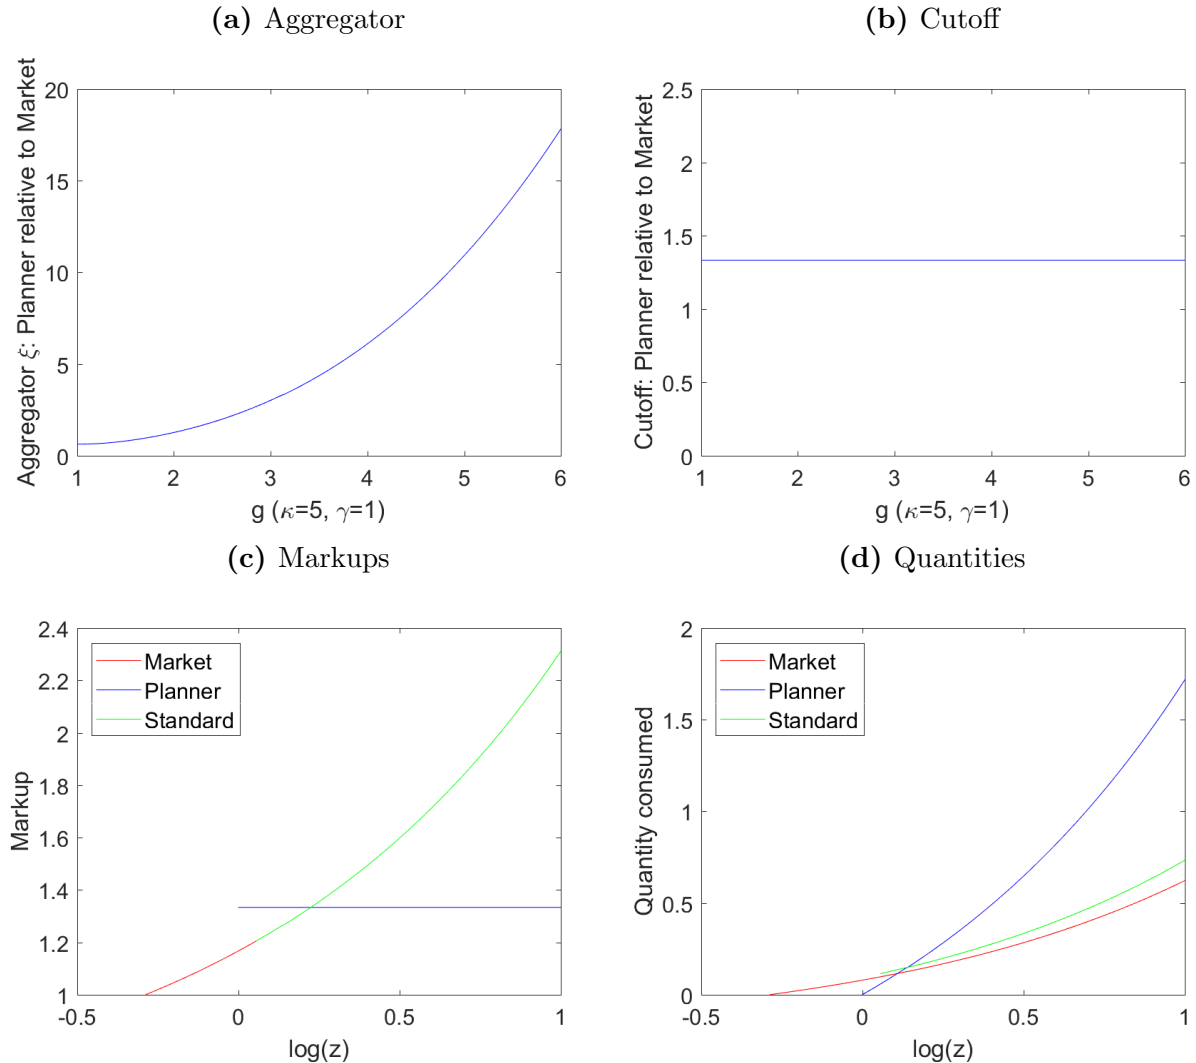 (a) Aggregator
Aggregator ξ: Planner relative to Market
20
15
10
5
0
1 2 3 4 5 6
g (κ=5, γ=1)
(b) Cutoff
Cutoff: Planner relative to Market
2.5
2
1.5
1
0.5
0
1 2 3 4 5 6
g (κ=5, γ=1)
(c) Markups
Markup
2.4
2.2
2
1.8
1.6
1.4
1.2
1
Market
Planner
Standard
-0.5 0 0.5 1
log(z)
(d) Quantities
Quantity consumed
2
1.5
1
0.5
0
Market
Planner
Standard
-0.5 0 0.5 1
log(z)